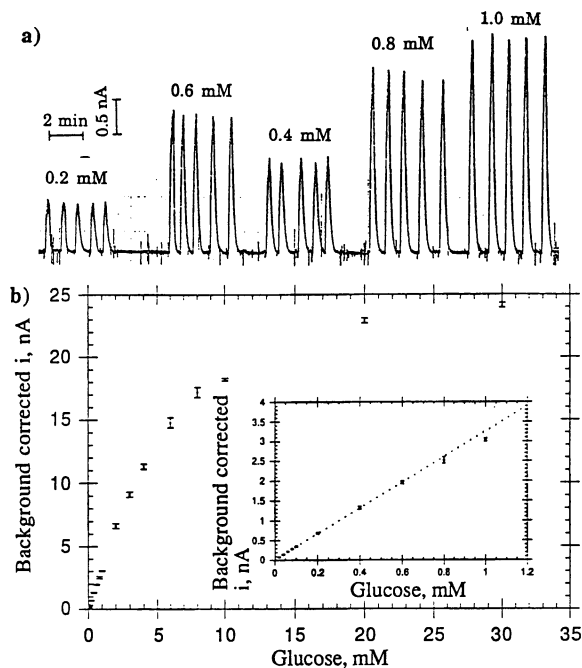 a)
1.0 mM
0.8 mM
0.6 mM
0.4 mM
2 min
0.5 nA
0.2 mM
b)
25
20
15
10
5
0
Background corrected i, nA
0 5 10 15 20 25 30 35
Glucose, mM
4
3.5
3
2.5
2
1.5
1
0.5
0
Background corrected
i, nA
0.2 0.4 0.6 0.8 1 1.2
Glucose, mM